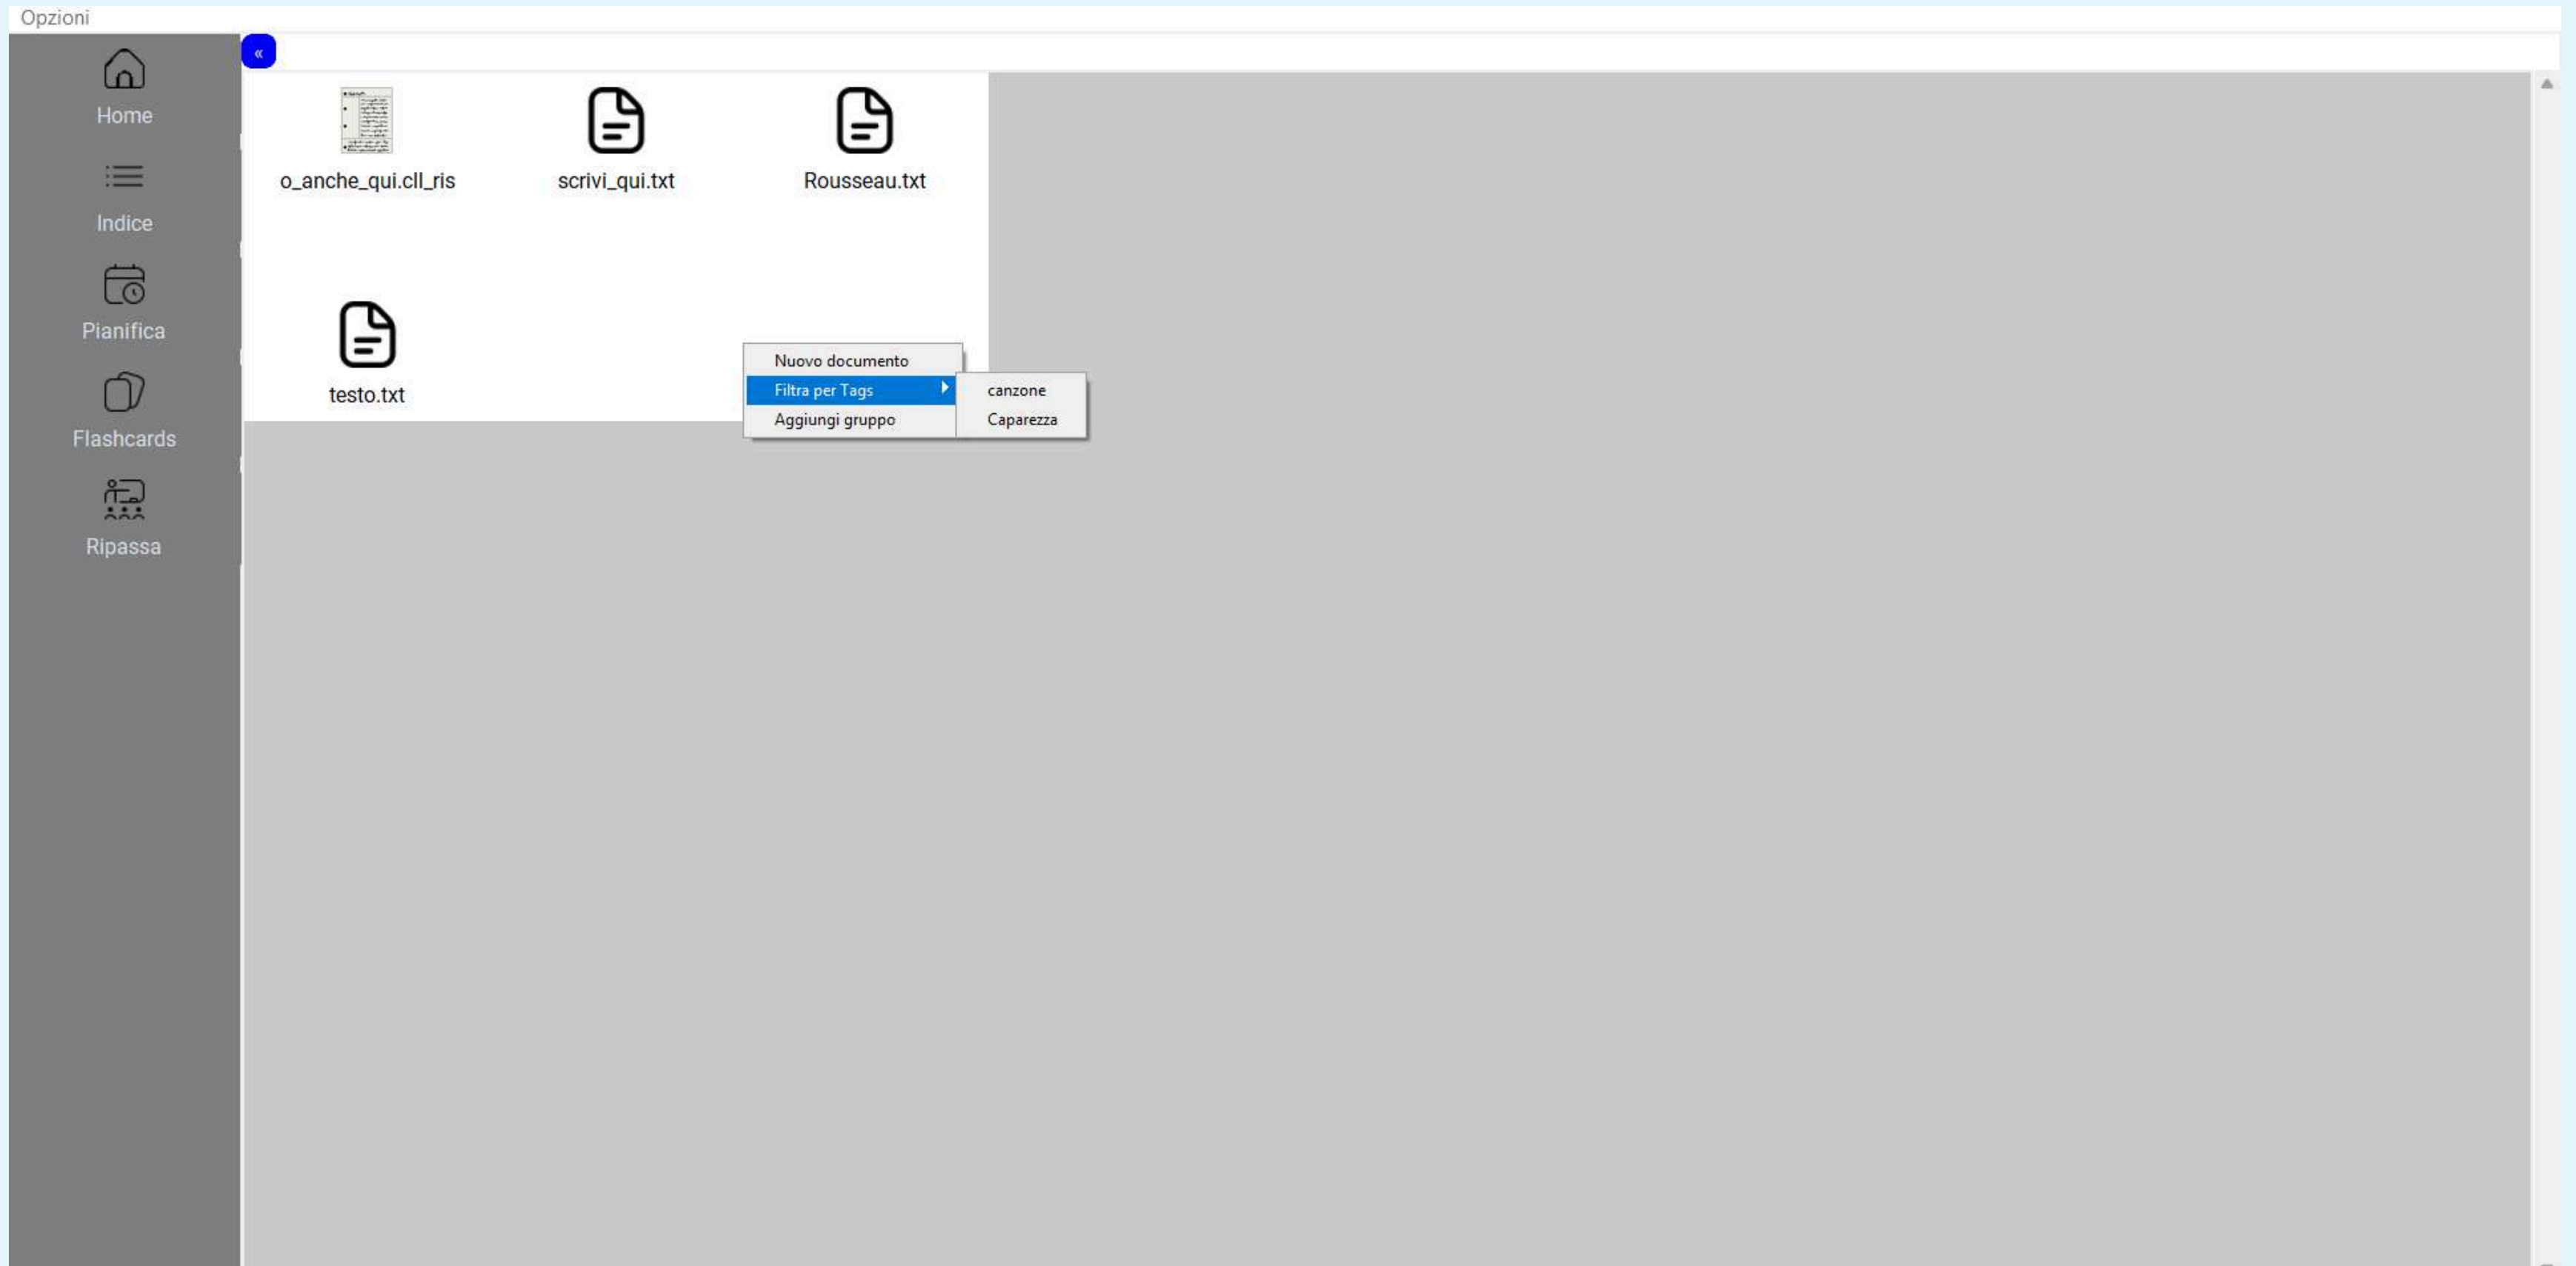 Opzioni
«
Home
Indice
Pianifica
Flashcards
Ripassa
o_anche_qui.cll_ris
scrivi_qui.txt
Rousseau.txt
testo.txt
Nuovo documento
Filtra per Tags
Aggiungi gruppo
canzone
Caparezza